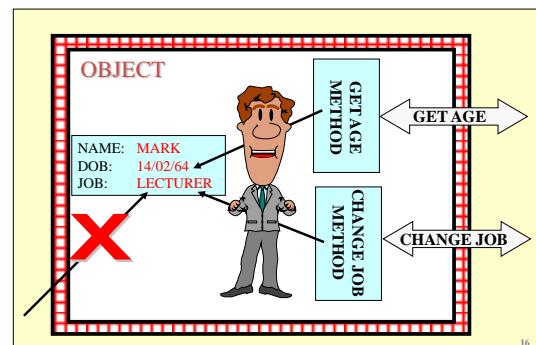 OBJECT
NAME: MARK
DOB: 14/02/64
JOB: LECTURER
GET AGE
METHOD
GET AGE
CHANGE JOB
METHOD
CHANGE JOB
16